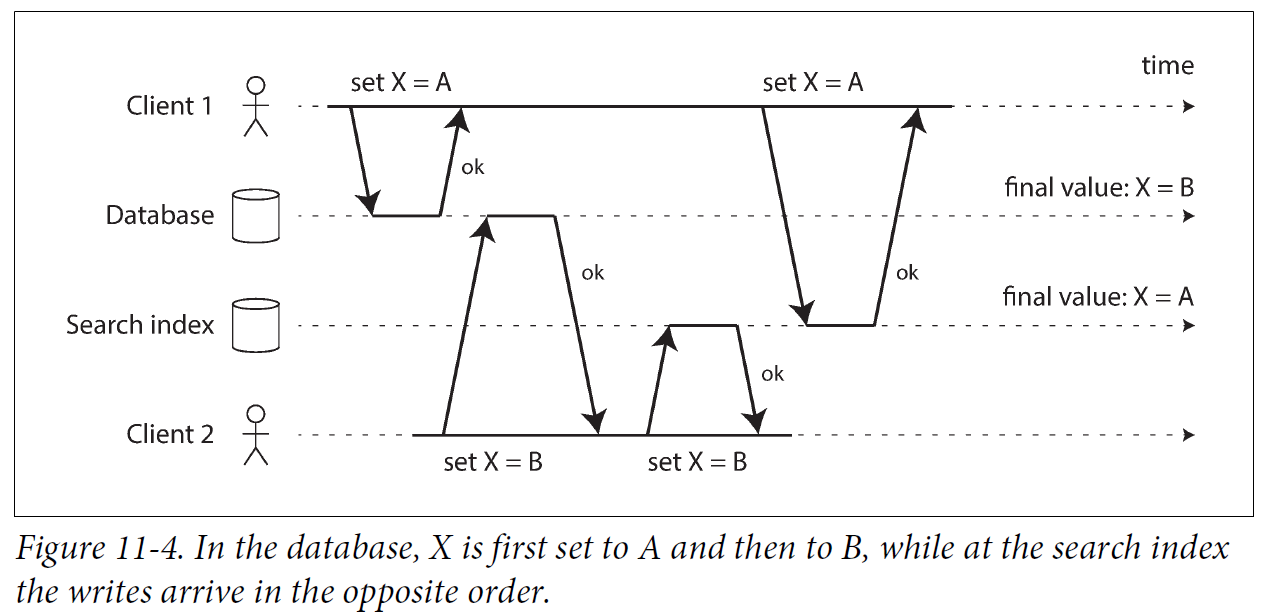 time
set X = A
set X = A
Client 1
ok
final value: X = B
Database
ok
ok
final value: X = A
Search index
ok
Client 2
set X = B
set X = B
Figure 11-4. In the database, X is first set to A and then to B, while at the search index
the writes arrive in the opposite order.